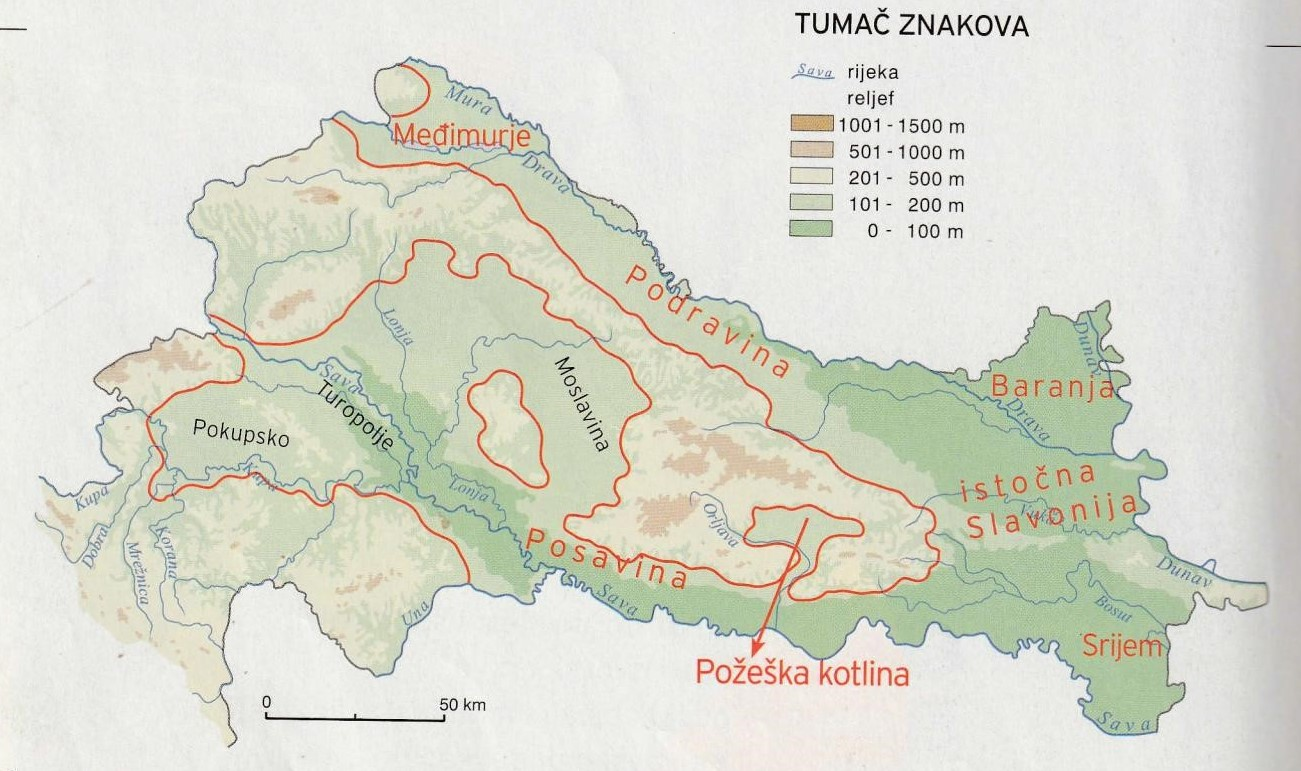 TUMAČ ZNAKOVA
Sava rijeka
reljef
1001 - 1500 m
501 - 1000 m
201 - 500 m
101 - 200 m
0 - 100 m
Mura
Međimurje
Drava
Podravina
Lonja
Sava
Turopolje
Moslavina
Pokupsko
Kupa
Kupa
Dobra
Mrežnica
Korana
Lonja
Posavina
Una
Sava
Orljava
Požeška kotlina
Dunav
Baranja
Drava
istočna
Slavonija
Vuka
Dunav
Bosut
Srijem
Sava
0 50 km